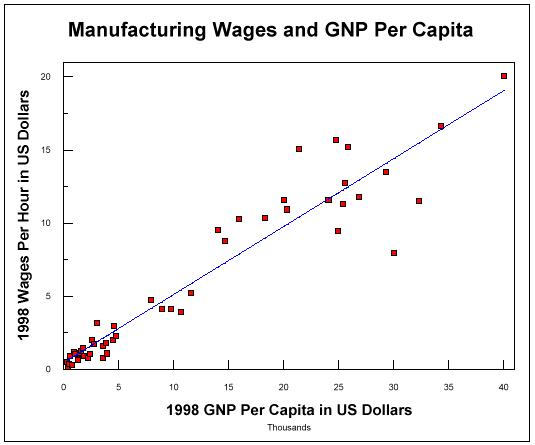 Manufacturing Wages and GNP Per Capita
1998 Wages Per Hour in US Dollars
20
15
10
5
0
0 5 10 15 20 25 30 35 40
1998 GNP Per Capita in US Dollars
Thousands